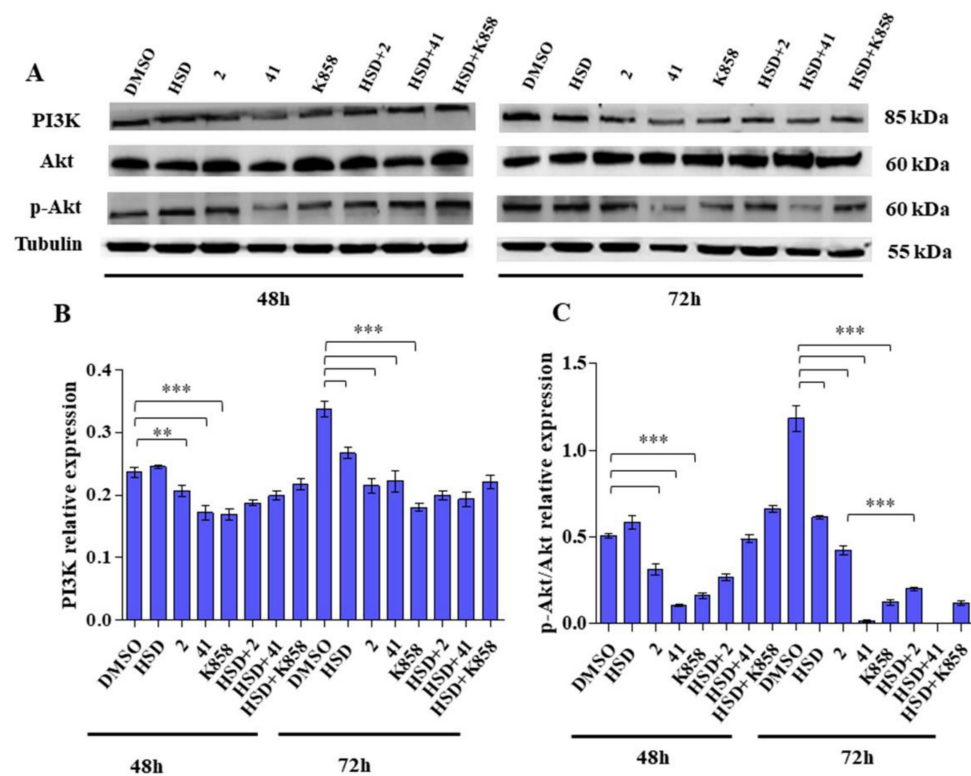 A
DMSO HSD 2 41 K858 HSD+2 HSD+41 HSD+K858 DMSO HSD 2 41 K858 HSD+2 HSD+41 HSD+K858
PI3K 85 kDa
Akt 60 kDa
p-Akt 60 kDa
Tubulin 55 kDa
48h 72h
B
PI3K relative expression
0.4
0.3
0.2
0.1
0.0
***
**
***
DMSO HSD 2 41 K858 HSD+2 HSD+41 HSD+K858 DMSO HSD 2 41 K858 HSD+2 HSD+41 HSD+K858
48h 72h
C
p-Akt/Akt relative expression
1.5
1.0
0.5
0.0
***
***
***
DMSO HSD 2 41 K858 HSD+2 HSD+41 HSD+K858 DMSO HSD 2 41 K858 HSD+2 HSD+41 HSD+K858
48h 72h